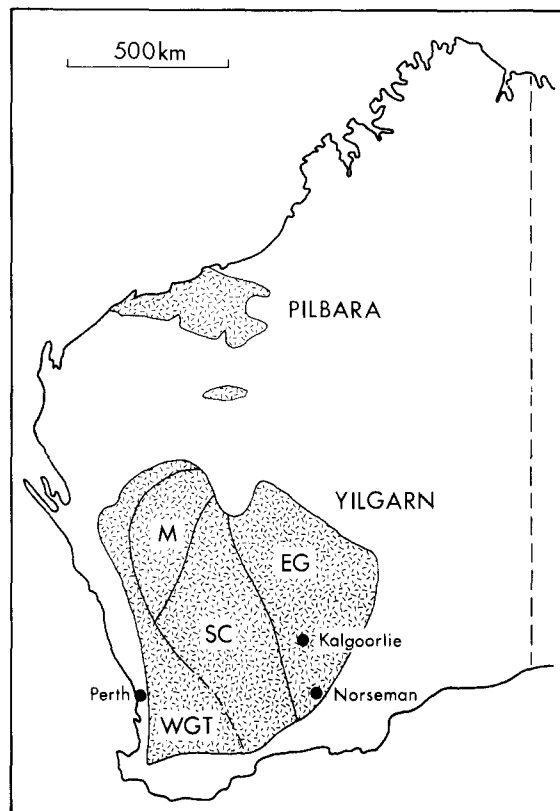 500km
PILBARA
YILGARN
M
EG
SC
Kalgoorlie
Perth
Norseman
WGT